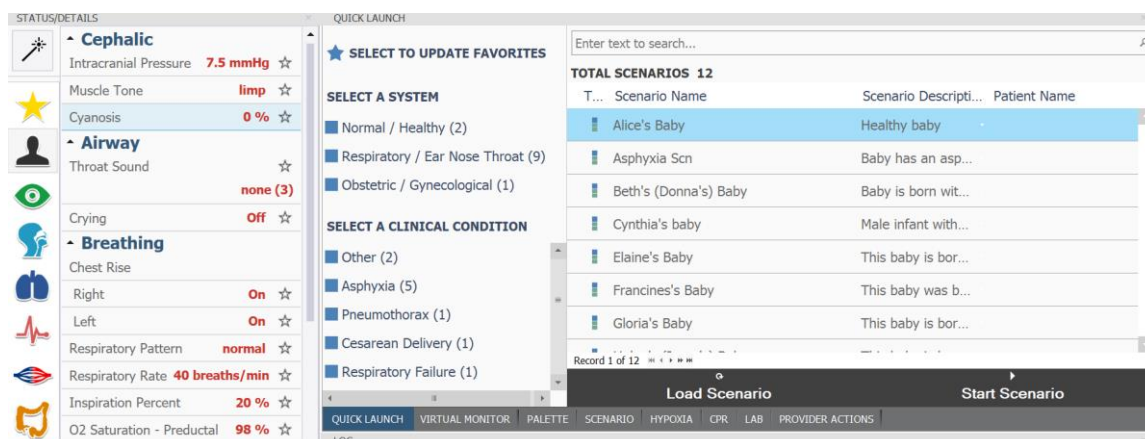 STATUS/DETAILS
Cephalic
Intracranial Pressure 7.5 mmHg
Muscle Tone limp
Cyanosis 0 %
Airway
Throat Sound
none (3)
Crying Off
Breathing
Chest Rise
Right On
Left On
Respiratory Pattern normal
Respiratory Rate 40 breaths/min
Inspiration Percent 20 %
O2 Saturation - Preductal 98 %
QUICK LAUNCH
SELECT TO UPDATE FAVORITES
SELECT A SYSTEM
Normal / Healthy (2)
Respiratory / Ear Nose Throat (9)
Obstetric / Gynecological (1)
SELECT A CLINICAL CONDITION
Other (2)
Asphyxia (5)
Pneumothorax (1)
Cesarean Delivery (1)
Respiratory Failure (1)
Enter text to search...
TOTAL SCENARIOS 12
T... Scenario Name Scenario Descripti... Patient Name
Alice's Baby Healthy baby
Asphyxia Scn Baby has an asp...
Beth's (Donna's) Baby Baby is born wit...
Cynthia's baby Male infant with...
Elaine's Baby This baby is bor...
Francines's Baby This baby was b...
Gloria's Baby This baby is bor...
Record 1 of 12
Load Scenario Start Scenario
QUICK LAUNCH VIRTUAL MONITOR PALETTE SCENARIO HYPOXIA CPR LAB PROVIDER ACTIONS